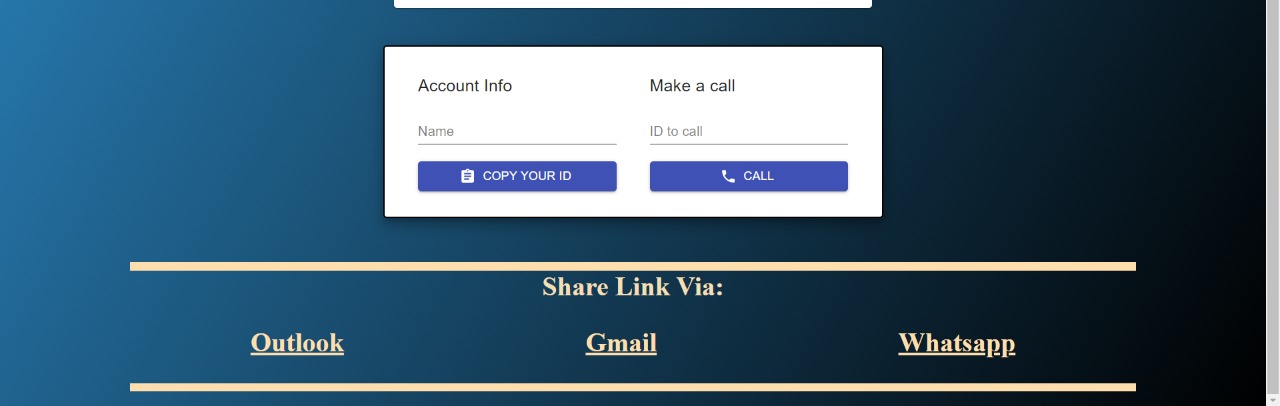 Account Info
Make a call
Name
ID to call
COPY YOUR ID
CALL
Share Link Via:
Outlook
Gmail
Whatsapp